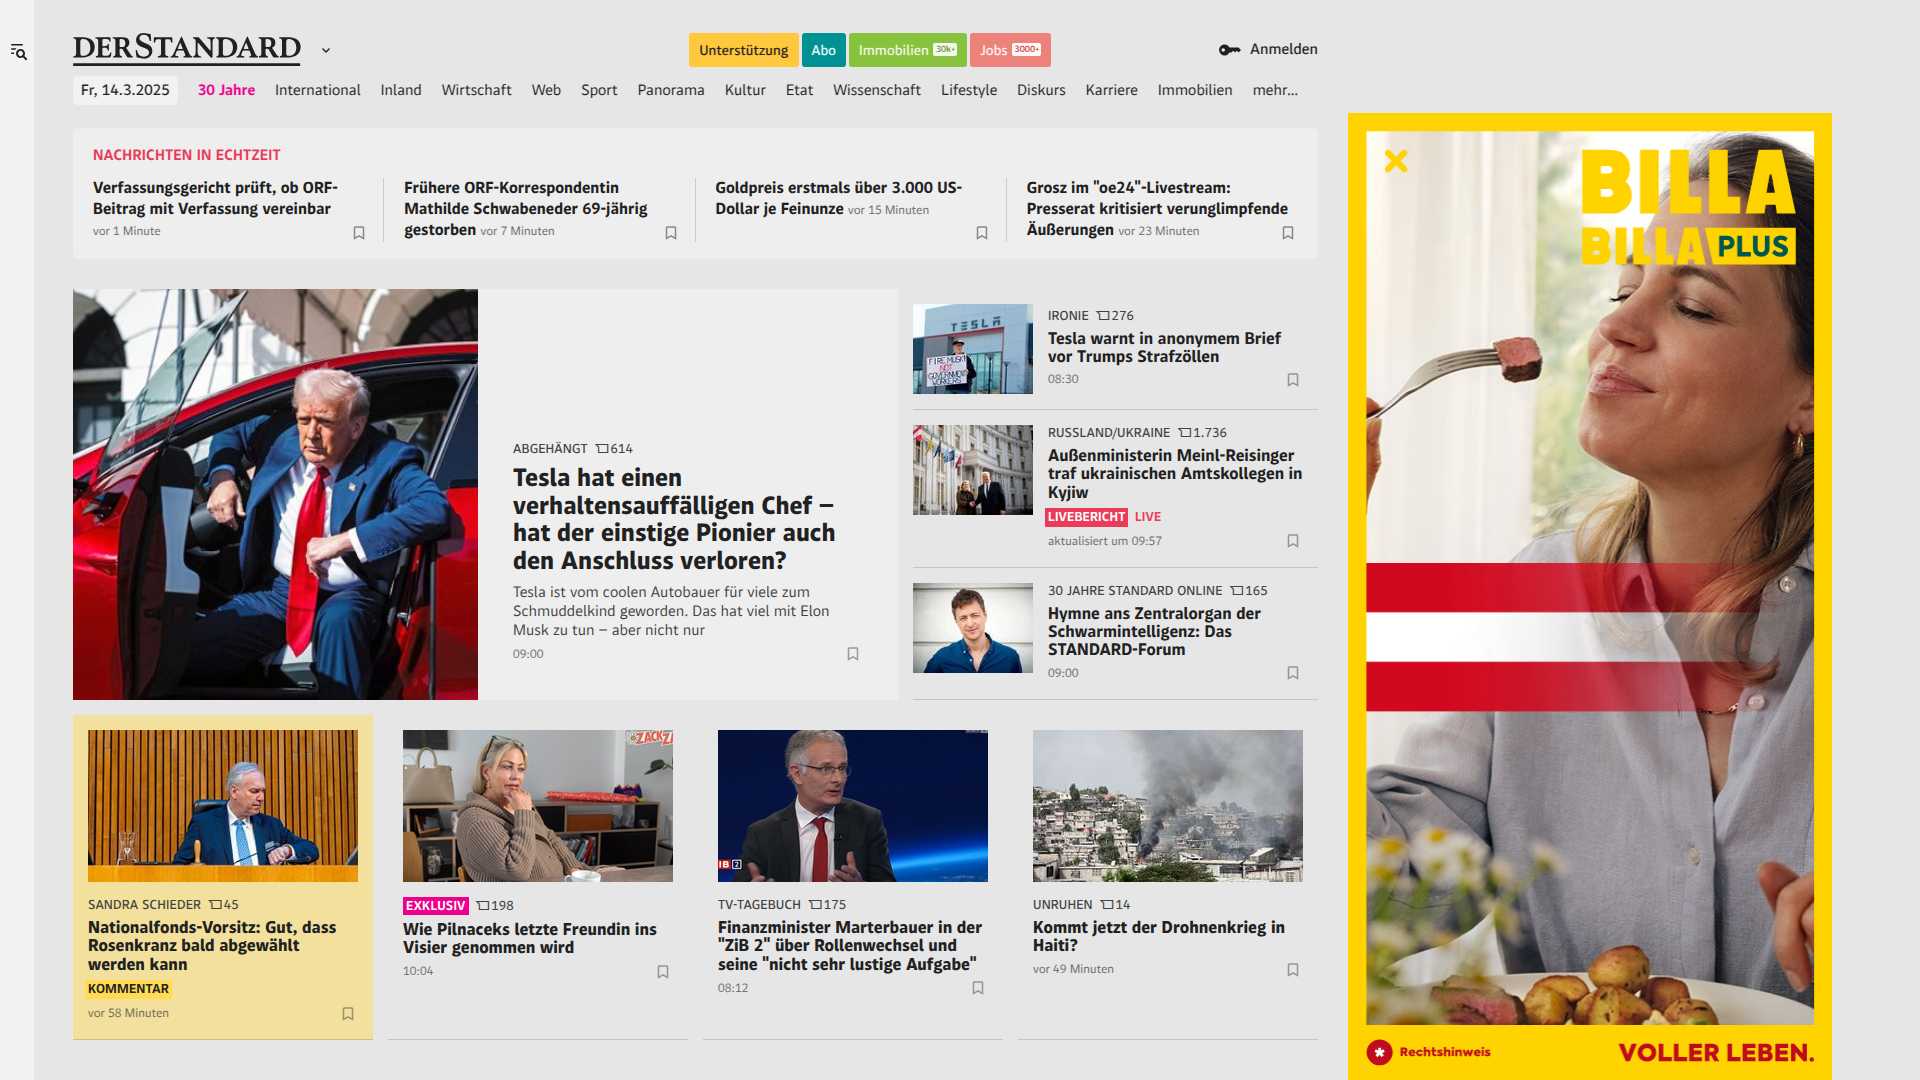 DERSTANDARD
Unterstützung
Abo
Immobilien 30k+
Jobs 3000+
Anmelden
Fr, 14.3.2025
30 Jahre
International
Inland
Wirtschaft
Web
Sport
Panorama
Kultur
Etat
Wissenschaft
Lifestyle
Diskurs
Karriere
Immobilien
mehr...
NACHRICHTEN IN ECHTZEIT
Verfassungsgericht prüft, ob ORF-
Beitrag mit Verfassung vereinbar
vor 1 Minute
Frühere ORF-Korrespondentin
Mathilde Schwabeneder 69-jährig
gestorben vor 7 Minuten
Goldpreis erstmals über 3.000 US-
Dollar je Feinunze vor 15 Minuten
Grosz im "oe24"-Livestream:
Presserat kritisiert verunglimpfende
Äußerungen vor 23 Minuten
ABGEHÄNGT 614
Tesla hat einen
verhaltensauffälligen Chef –
hat der einstige Pionier auch
den Anschluss verloren?
Tesla ist vom coolen Autobauer für viele zum
Schmuddelkind geworden. Das hat viel mit Elon
Musk zu tun – aber nicht nur
09:00
TESLA
FIRE MUSK
NOT
GOVERNMENT
WORKERS
IRONIE 276
Tesla warnt in anonymem Brief
vor Trumps Strafzöllen
08:30
RUSSLAND/UKRAINE 1.736
Außenministerin Meinl-Reisinger
traf ukrainischen Amtskollegen in
Kyjiw
LIVEBERICHT LIVE
aktualisiert um 09:57
30 JAHRE STANDARD ONLINE 165
Hymne ans Zentralorgan der
Schwarmintelligenz: Das
STANDARD-Forum
09:00
SANDRA SCHIEDER 45
Nationalfonds-Vorsitz: Gut, dass
Rosenkranz bald abgewählt
werden kann
KOMMENTAR
vor 58 Minuten
EXKLUSIV 198
Wie Pilnaceks letzte Freundin ins
Visier genommen wird
10:04
IB 2
TV-TAGEBUCH 175
Finanzminister Marterbauer in der
"ZiB 2" über Rollenwechsel und
seine "nicht sehr lustige Aufgabe"
08:12
UNRUHEN 14
Kommt jetzt der Drohnenkrieg in
Haiti?
vor 49 Minuten
BILLA
BILLA PLUS
* Rechtshinweis
VOLLER LEBEN.